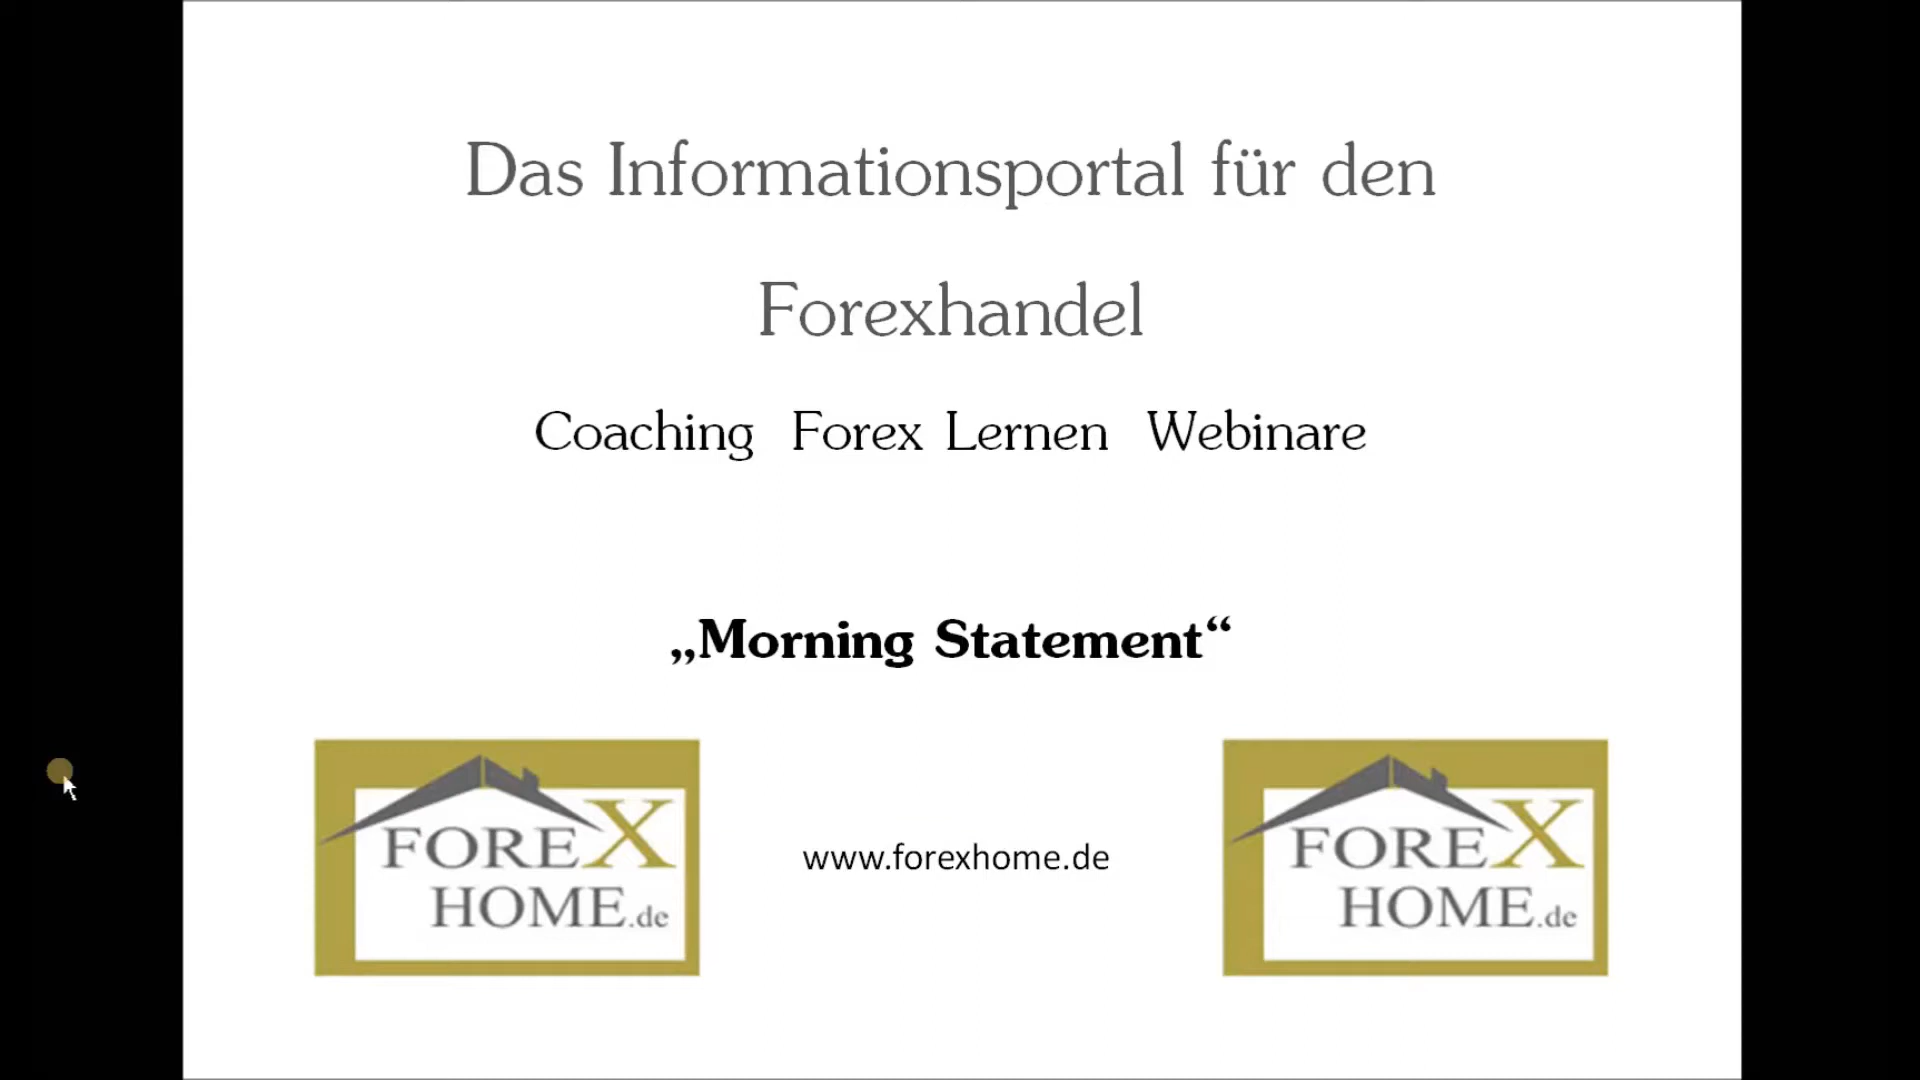 Das Informationsportal für den
Forexhandel
Coaching Forex Lernen Webinare
„Morning Statement“
FOREX
HOME.de
www.forexhome.de
FOREX
HOME.de